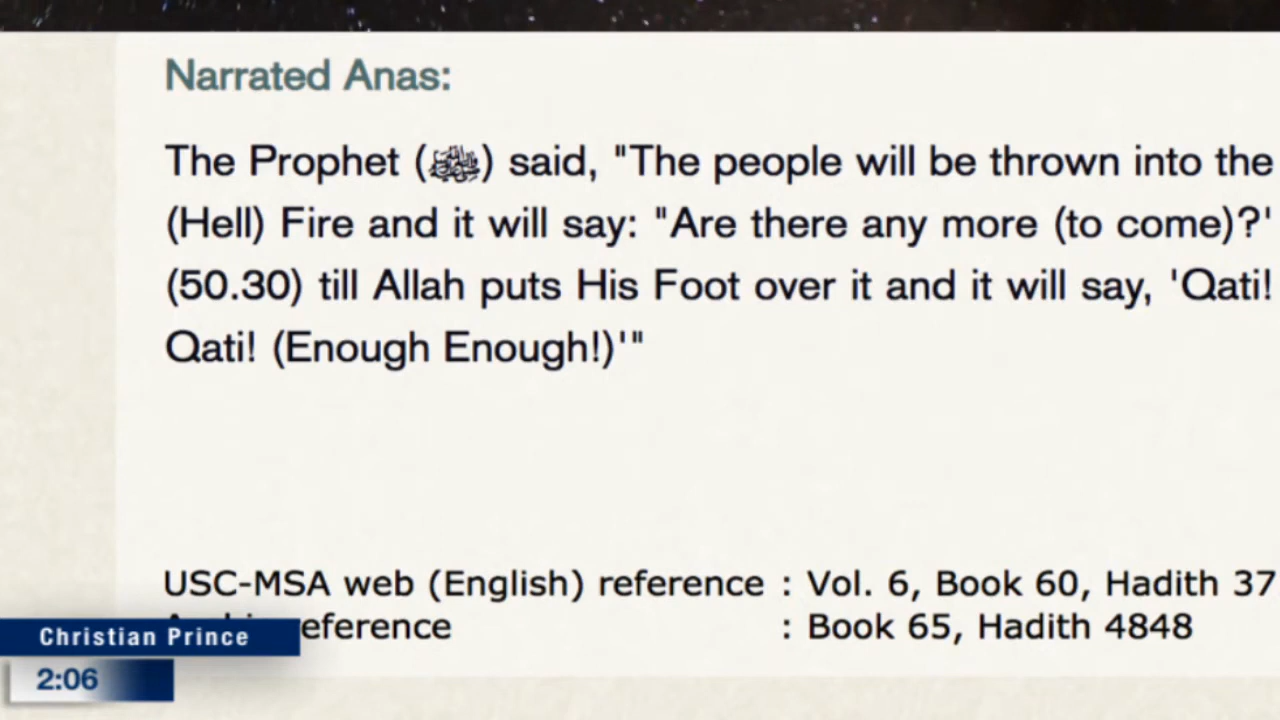 Narrated Anas:
The Prophet (ﷺ) said, "The people will be thrown into the
(Hell) Fire and it will say: "Are there any more (to come)?'
(50.30) till Allah puts His Foot over it and it will say, 'Qati!
Qati! (Enough Enough!)'"
USC-MSA web (English) reference : Vol. 6, Book 60, Hadith 37
: Book 65, Hadith 4848
Christian Prince
2:06